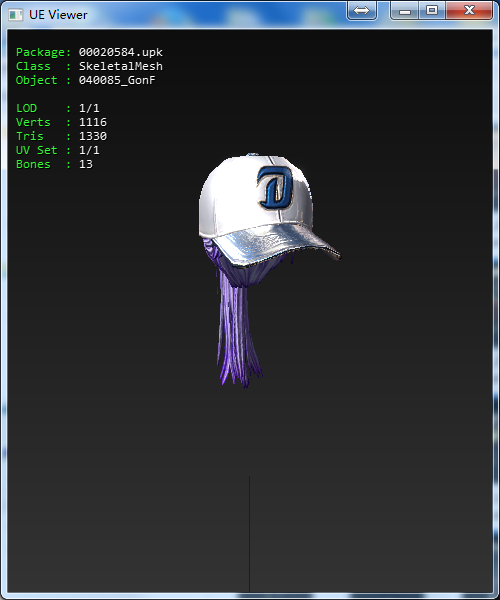 UE Viewer
Package: 00020584.upk
Class : SkeletalMesh
Object : 040085_GonF
LOD : 1/1
Verts : 1116
Tris : 1330
UV Set : 1/1
Bones : 13
D